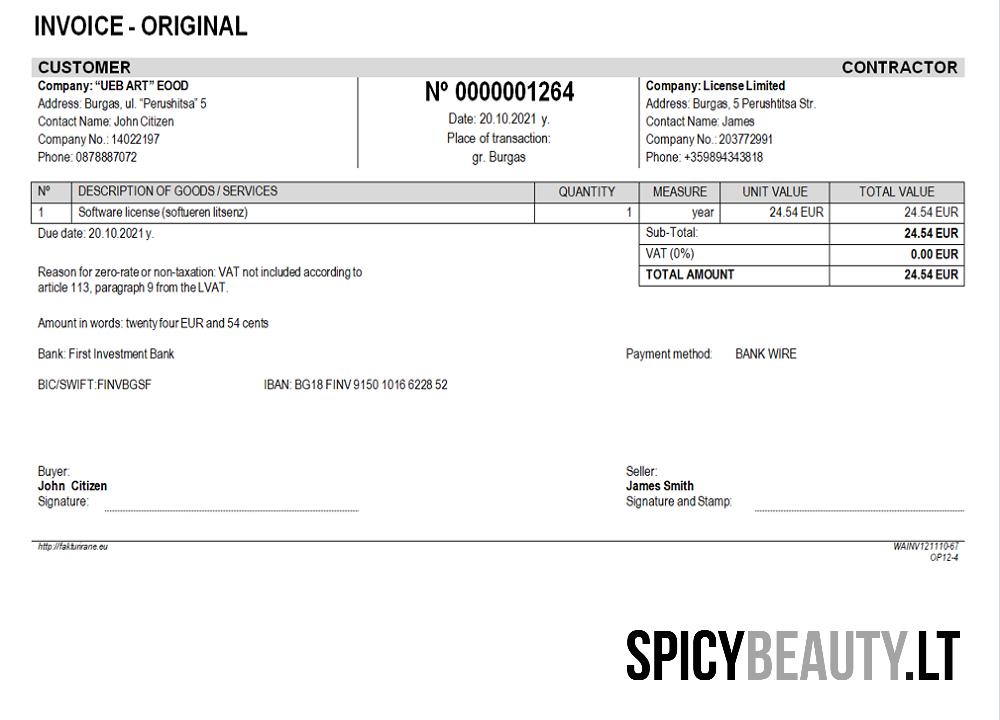 INVOICE - ORIGINAL
CUSTOMER CONTRACTOR
Company: “UEB ART” EOOD
Address: Burgas, ul. “Perushitsa” 5
Contact Name: John Citizen
Company No.: 14022197
Phone: 0878887072
Nº 0000001264
Date: 20.10.2021 y.
Place of transaction:
gr. Burgas
Company: License Limited
Address: Burgas, 5 Perushtitsa Str.
Contact Name: James
Company No.: 203772991
Phone: +359894343818
Nº DESCRIPTION OF GOODS / SERVICES QUANTITY MEASURE UNIT VALUE TOTAL VALUE
1 Software license (softueren litsenz) 1 year 24.54 EUR 24.54 EUR
Due date: 20.10.2021 y. Sub-Total: 24.54 EUR
VAT (0%) 0.00 EUR
Reason for zero-rate or non-taxation: VAT not included according to TOTAL AMOUNT 24.54 EUR
article 113, paragraph 9 from the LVAT.
Amount in words: twenty four EUR and 54 cents
Bank: First Investment Bank Payment method: BANK WIRE
BIC/SWIFT:FINVBGSF IBAN: BG18 FINV 9150 1016 6228 52
Buyer: Seller:
John Citizen James Smith
Signature: Signature and Stamp:
http://fakturirane.eu WAINV121110-67
OP12-4
SPICYBEAUTY.LT